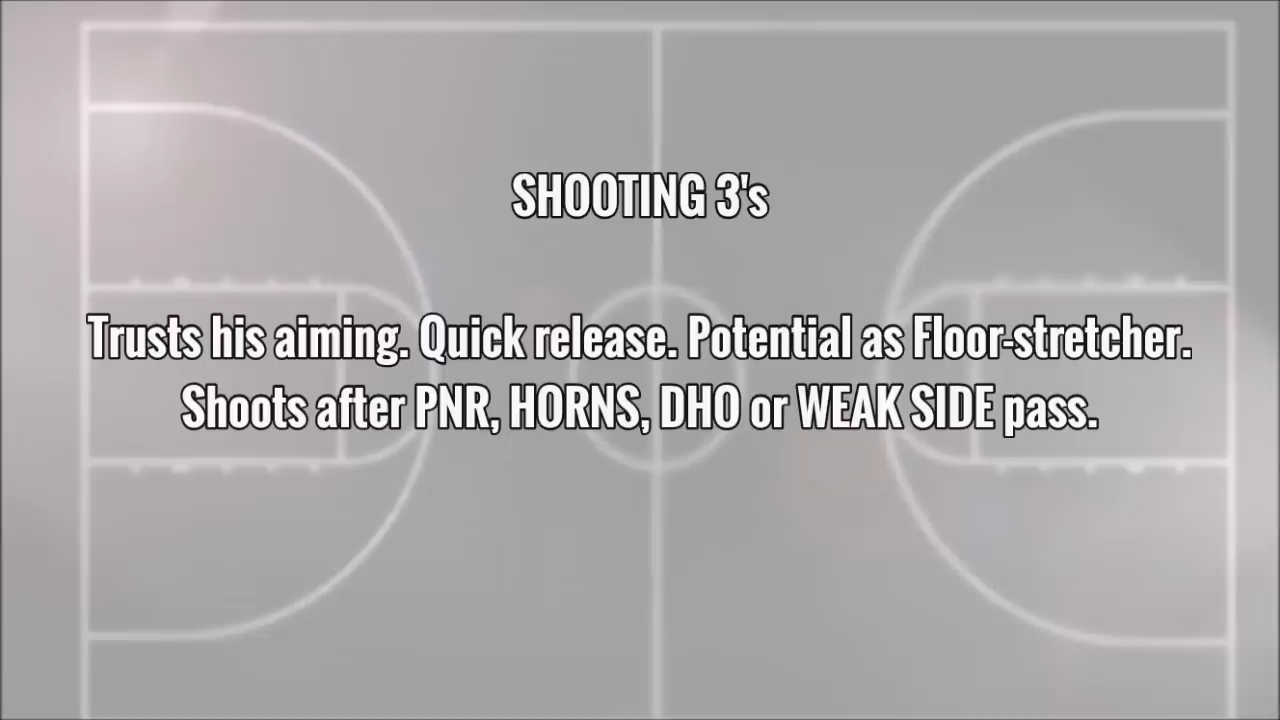 SHOOTING 3's
Trusts his aiming. Quick release. Potential as Floor-stretcher.
Shoots after PNR, HORNS, DHO or WEAK SIDE pass.